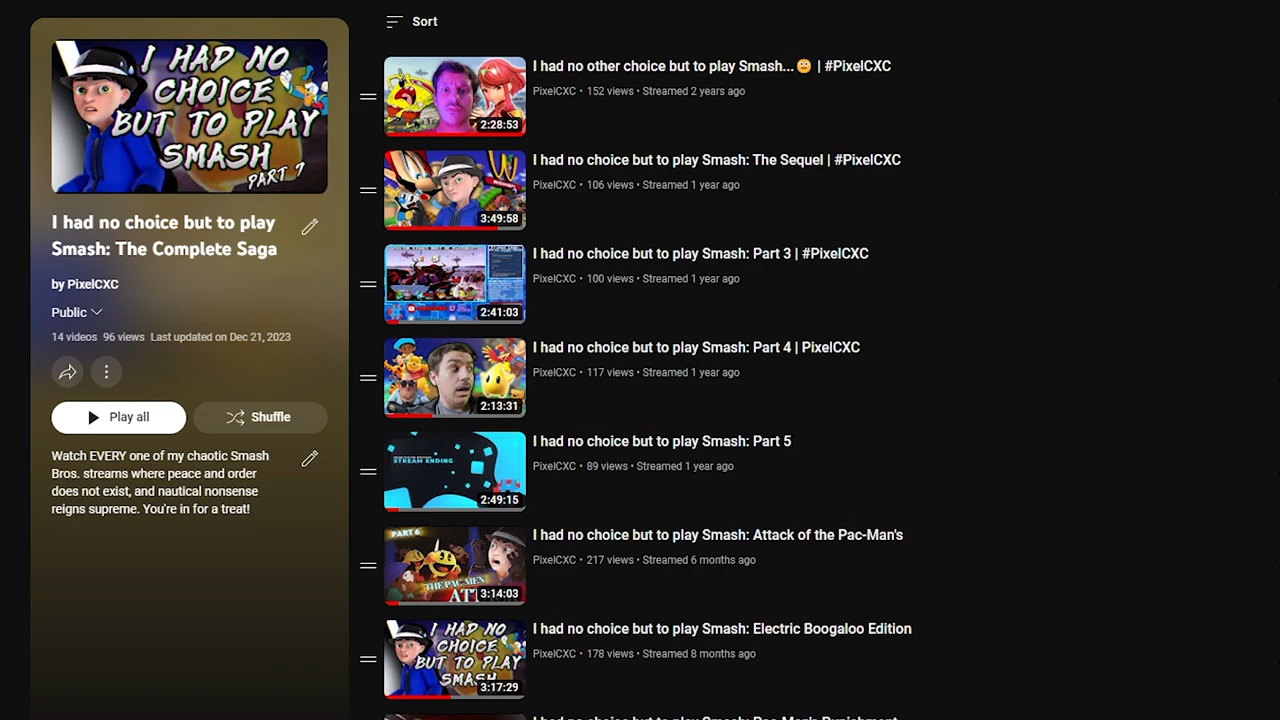 I HAD NO
CHOICE
BUT TO PLAY
SMASH
PART 7
I had no choice but to play
Smash: The Complete Saga
by PixelCXC
Public
14 videos 96 views Last updated on Dec 21, 2023
Play all
Shuffle
Watch EVERY one of my chaotic Smash
Bros. streams where peace and order
does not exist, and nautical nonsense
reigns supreme. You're in for a treat!
Sort
2:28:53
I had no other choice but to play Smash...😳 | #PixelCXC
PixelCXC • 152 views • Streamed 2 years ago
3:49:58
I had no choice but to play Smash: The Sequel | #PixelCXC
PixelCXC • 106 views • Streamed 1 year ago
2:41:03
I had no choice but to play Smash: Part 3 | #PixelCXC
PixelCXC • 100 views • Streamed 1 year ago
2:13:31
I had no choice but to play Smash: Part 4 | PixelCXC
PixelCXC • 117 views • Streamed 1 year ago
STREAM ENDING
2:49:15
I had no choice but to play Smash: Part 5
PixelCXC • 89 views • Streamed 1 year ago
PART 6
THE PAC-MEN
ATT
3:14:03
I had no choice but to play Smash: Attack of the Pac-Man's
PixelCXC • 217 views • Streamed 6 months ago
I HAD NO
CHOICE
BUT TO PLAY
SMASH
3:17:29
I had no choice but to play Smash: Electric Boogaloo Edition
PixelCXC • 178 views • Streamed 8 months ago
I had no choice but to play Smash: Pac-Man's Punishment